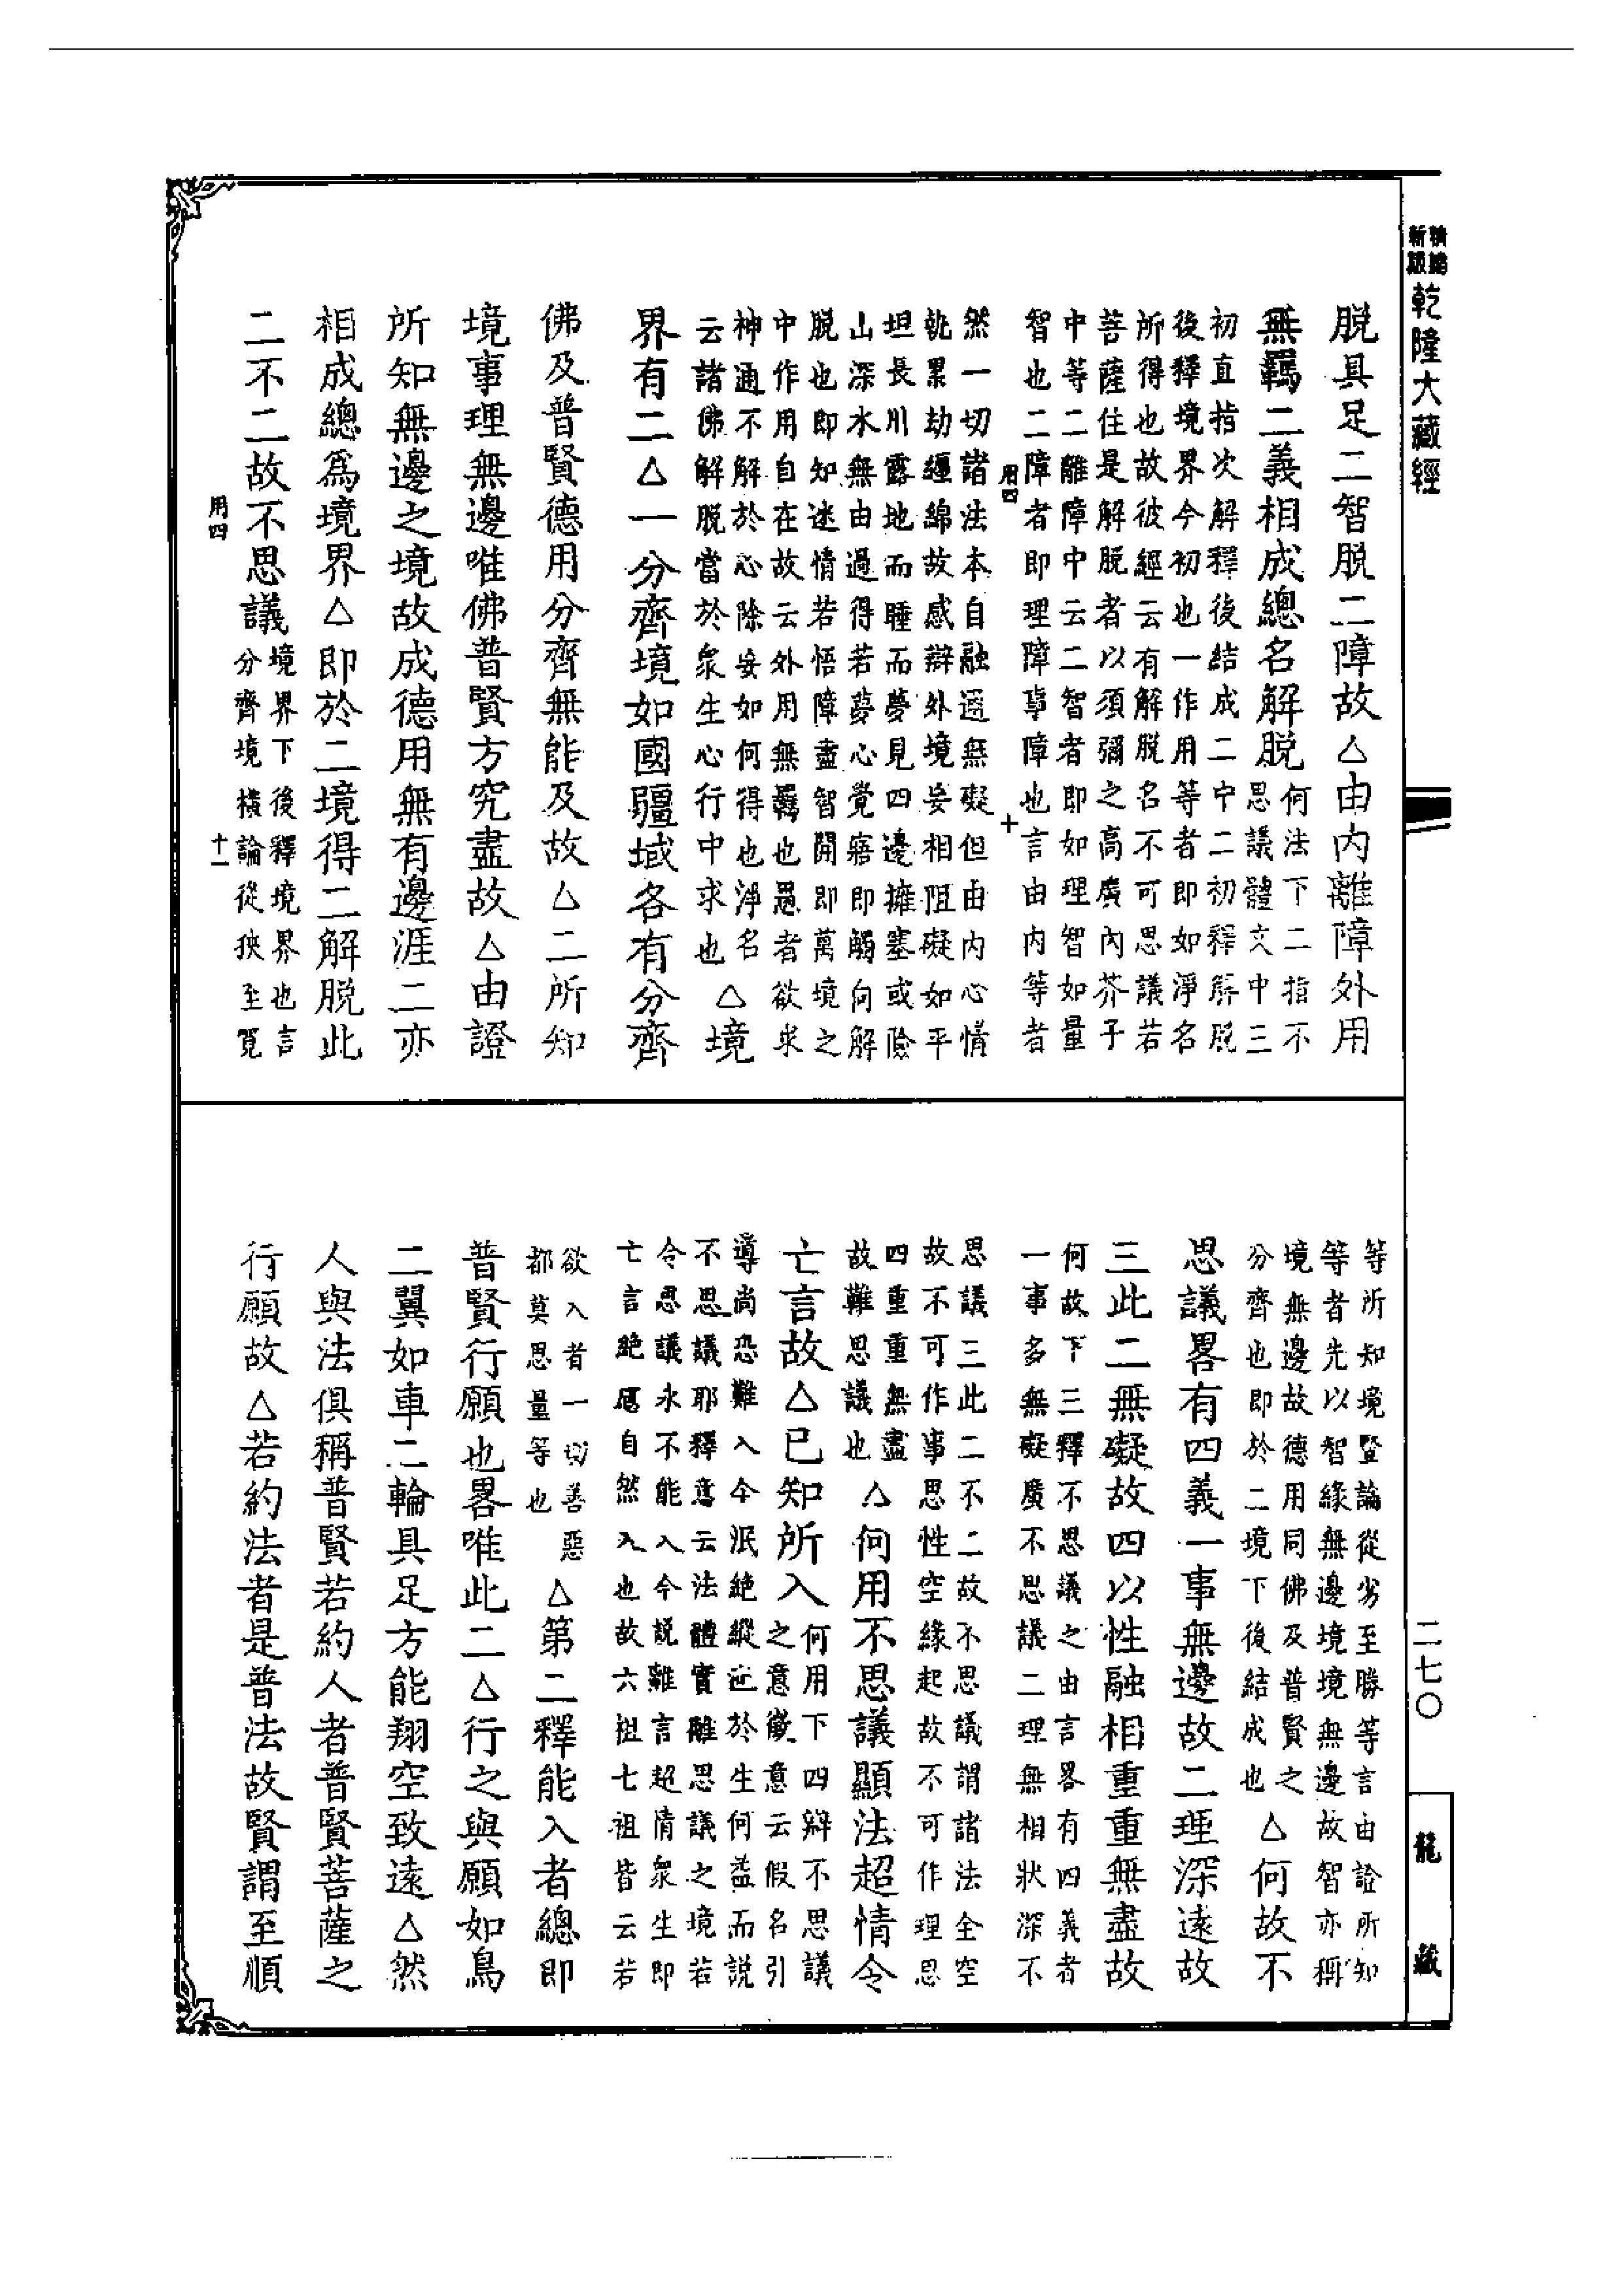 精縮
新版
乾隆大藏經
脱具足二智脱二障故△由内離障外用
無羈二義相成總名解脱
何法下二指不
思議體文中三
初直指次解釋後結成二中二初釋解脱
後釋境界今初也一作用等者即如淨名
所得也故彼經云有解脱名不可思議若
菩薩住是解脱者以須彌之高廣内芥子
中等二離障中云二智者即如理智如量
智也二障者即理障事障也言由内等者
用四
十
然一切諸法本自融通無礙但由内心情
執累劫纏綿故感辯外境妄相阻礙如平
坦長川露地而睡而夢見四邊擁塞或陰
山深水無由過得若夢心覺寤即觸向解
脱也即知迷情若悟障盡智開即萬境之
中作用自在故云外用無羈也愚者欲求
神通不解於心除妄如何得也淨名
云諸佛解脱當於衆生心行中求也
△境
界有二△一分齊境如國疆域各有分齊
佛及普賢德用分齊無能及故△二所知
境事理無邊唯佛普賢方究盡故△由證
所知無邊之境故成德用無有邊涯二亦
相成總爲境界△即於二境得二解脱此
二不二故不思議
境界下後釋境界也言
分齊境橫論從狹至寬
用四
十一
等所知境豎論從劣至勝等言由證所知
等者先以智緣無邊境境無邊故智亦稱
境無邊故德用同佛及普賢之
分齊也即於二境下後結成也
△何故不
思議畧有四義一事無邊故二理深遠故
三此二無礙故四以性融相重重無盡故
何故下三釋不思議之由言畧有四義者
一事多無礙廣不思議二理無相狀深不
思議三此二不二故不思議謂諸法全空
故不可作事思性空緣起故不可作理思
四重重無盡
故難思議也
△何用不思議顯法超情令
亡言故△已知所入
何用下四辯不思議
之意徵意云假名引
導尚恐難入今泯絶縱迹於生何益而説
不思議耶釋意云法體實離思議之境若
令思議永不能入今説離言超情衆生即
亡言絶慮自然入也故六祖七祖皆云若
欲入者一切善惡
都莫思量等也
△第二釋能入者總即
普賢行願也畧唯此二△行之與願如鳥
二翼如車二輪具足方能翔空致遠△然
人與法俱稱普賢若約人者普賢菩薩之
行願故△若約法者是普法故賢謂至順
二七〇
龍藏